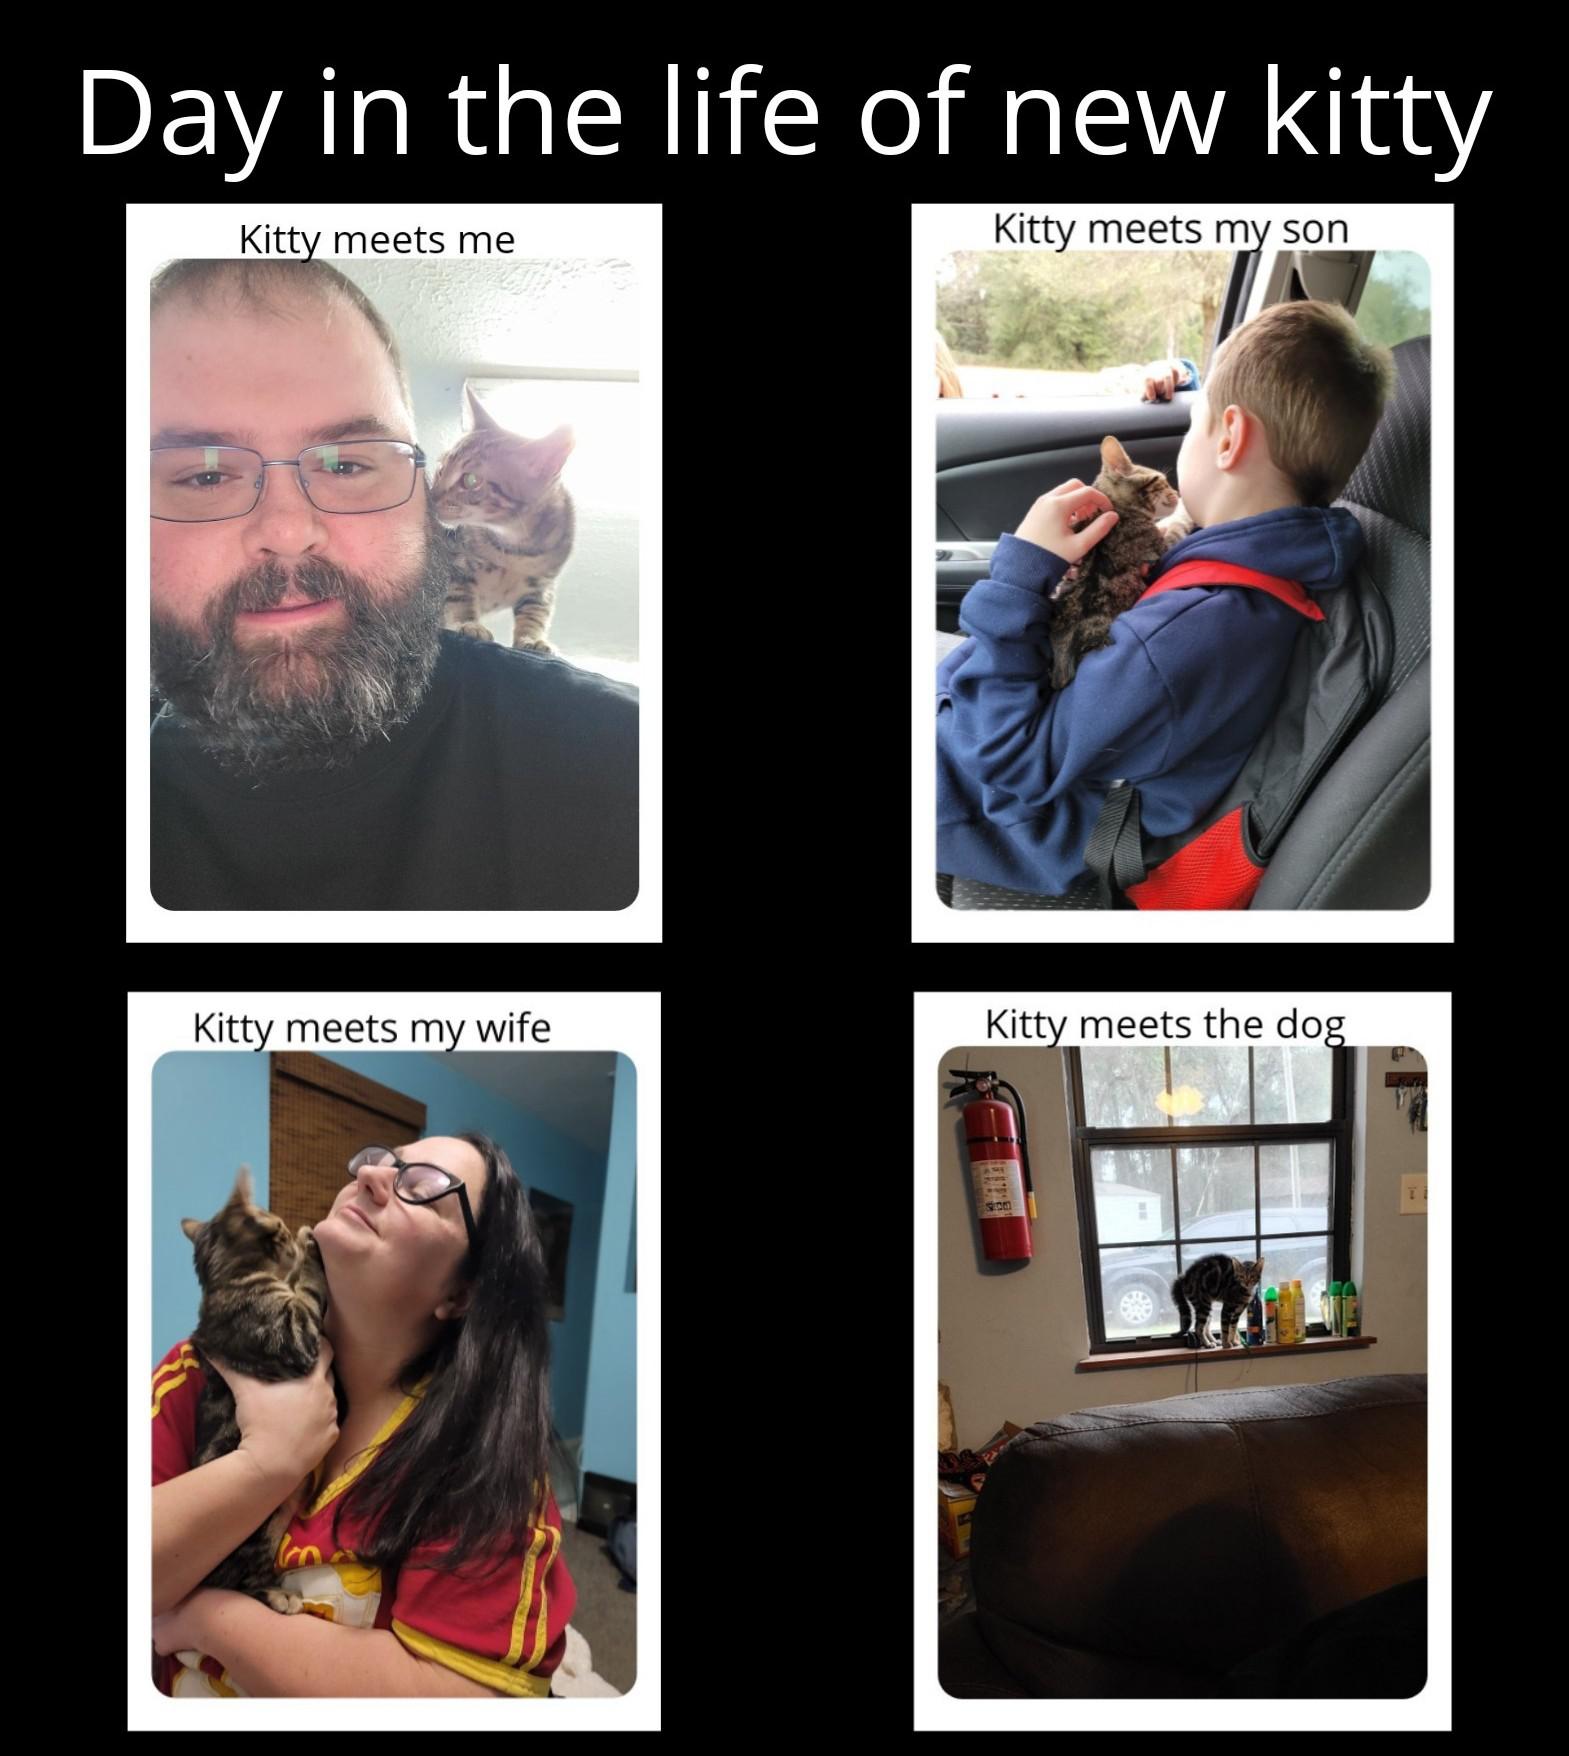 Day in the life of new kitty
Kitty meets me
Kitty meets my son
Kitty meets my wife
Kitty meets the dog